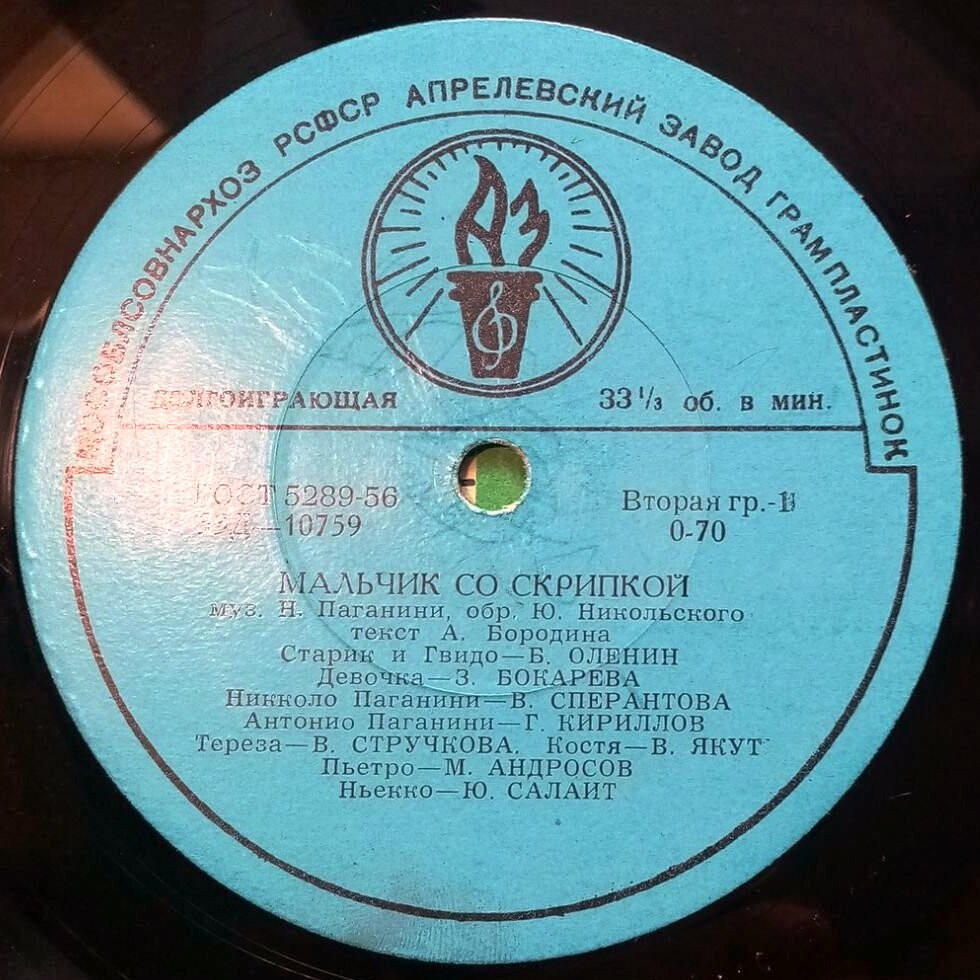 МОСОБЛСОВНАРХОЗ РСФСР АПРЕЛЕВСКИЙ ЗАВОД ГРАМПЛАСТИНОК
АЗ
ДОЛГОИГРАЮЩАЯ 33 1/3 об. в мин.
ГОСТ 5289-56 Вторая гр.-
10759 0-70
МАЛЬЧИК СО СКРИПКОЙ
муз. Н. Паганини, обр. Ю. Никольского
текст А. Бородина
Старик и Гвидо—Б. ОЛЕНИН
Девочка—З. БОКАРЕВА
Никколо Паганини—В. СПЕРАНТОВА
Антонио Паганини—Г. КИРИЛЛОВ
Тереза—В. СТРУЧКОВА. Костя—В. ЯКУТ
Пьетро—М. АНДРОСОВ
Ньекко—Ю. САЛАИТ